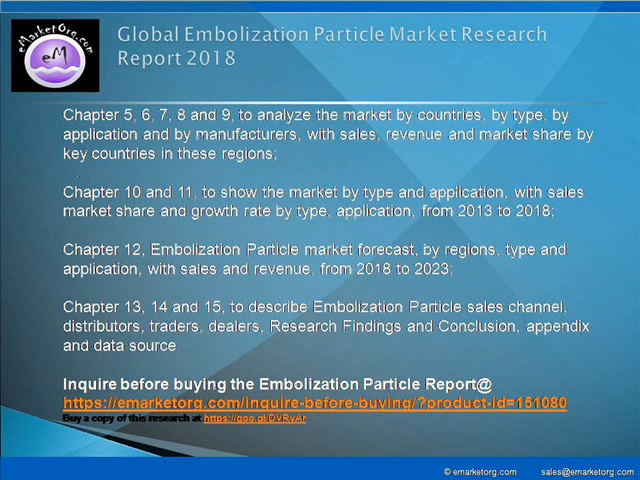 eMarketOrg.com
eM
Global Embolization Particle Market Research
Report 2018
Chapter 5, 6, 7, 8 and 9, to analyze the market by countries, by type, by
application and by manufacturers, with sales, revenue and market share by
key countries in these regions;
Chapter 10 and 11, to show the market by type and application, with sales
market share and growth rate by type, application, from 2013 to 2018;
Chapter 12, Embolization Particle market forecast, by regions, type and
application, with sales and revenue, from 2018 to 2023;
Chapter 13, 14 and 15, to describe Embolization Particle sales channel,
distributors, traders, dealers, Research Findings and Conclusion, appendix
and data source
Inquire before buying the Embolization Particle Report@
https://emarketorg.com/inquire-before-buying/?product-id=151080
Buy a copy of this research at https://goo.gl/DVRvAr
© emarketorg.com sales@emarketorg.com